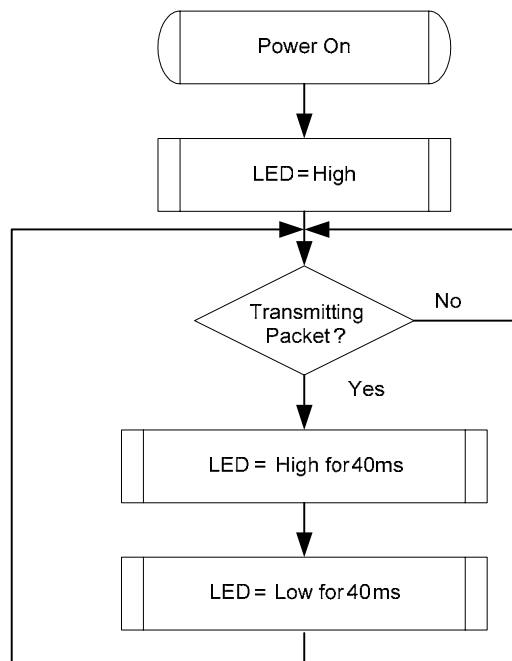 Power On
LED = High
Transmitting
Packet ?
No
Yes
LED = High for 40ms
LED = Low for 40ms